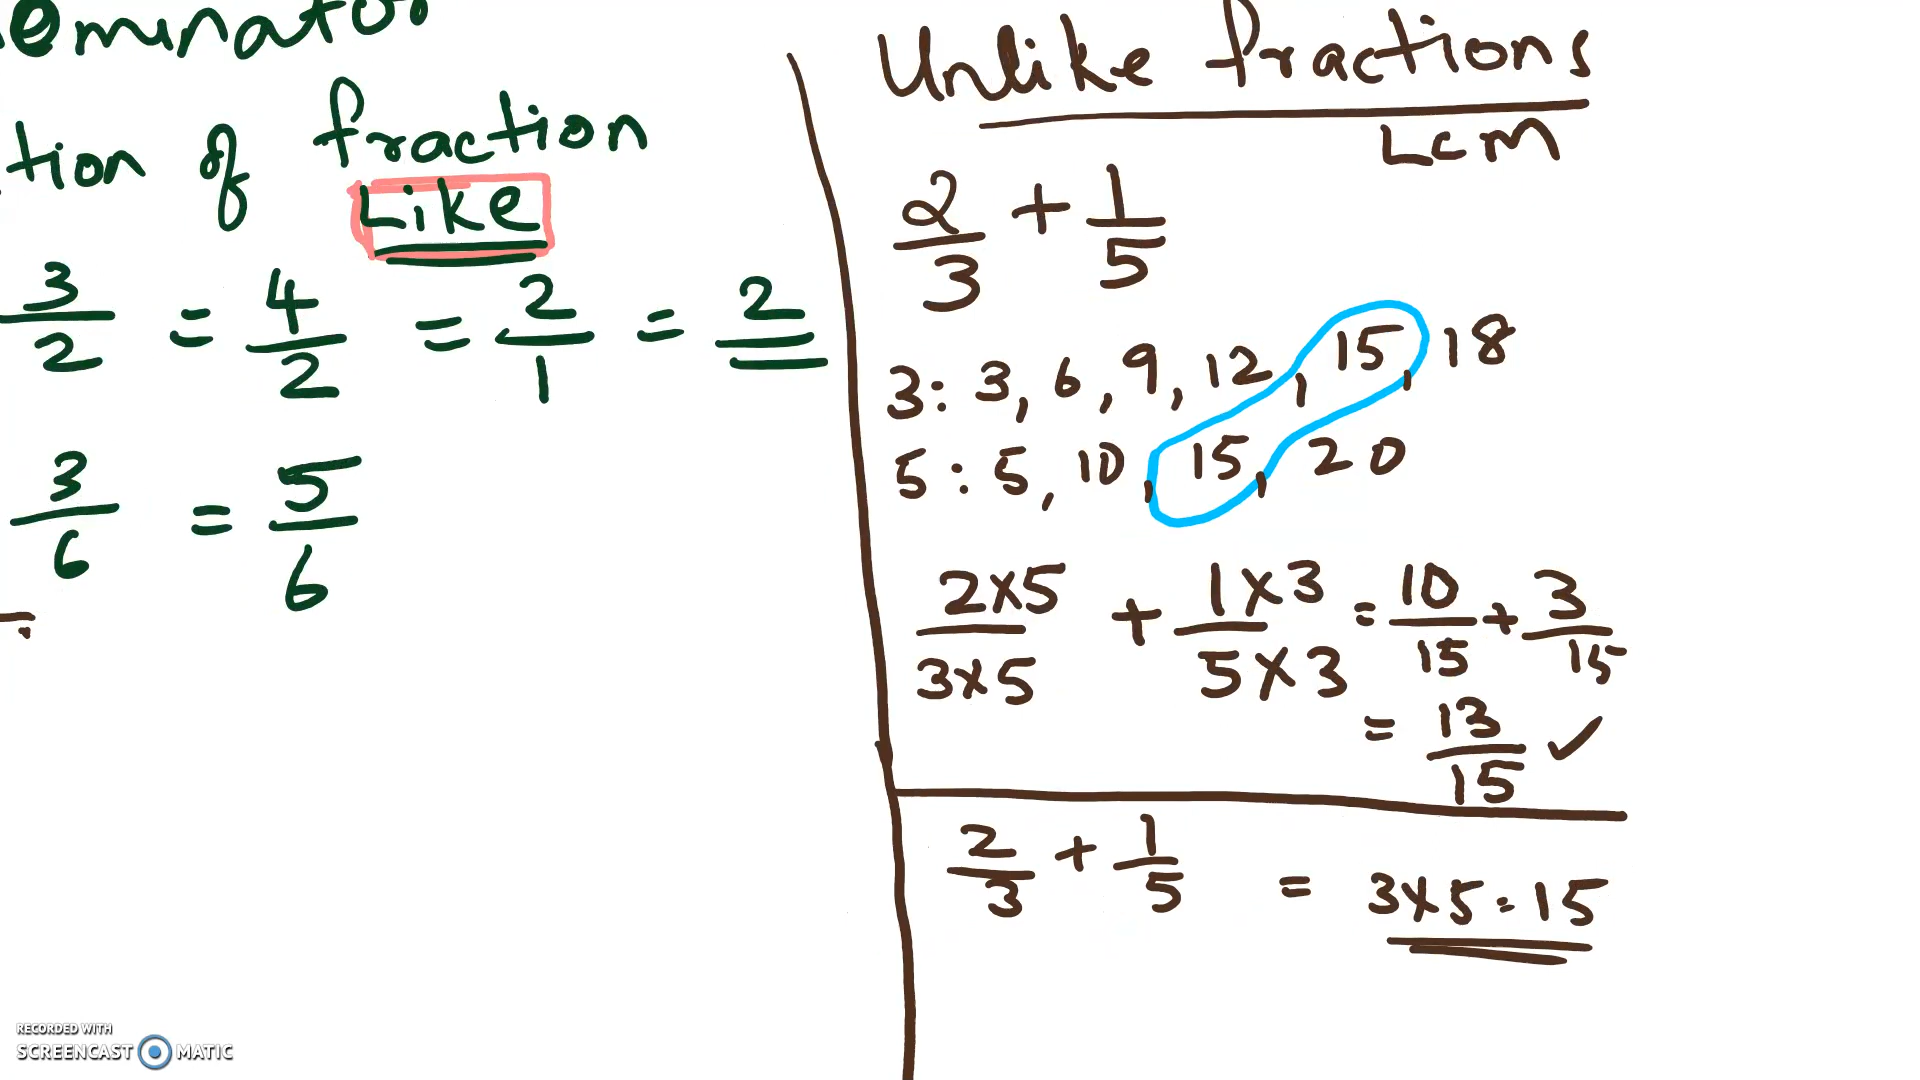 eminator
tion of fraction
Like
3/2 = 4/2 = 2/1 = 2
3/6 = 5/6
Unlike fractions
LCM
2/3 + 1/5
3: 3, 6, 9, 12, 15, 18
5: 5, 10, 15, 20
2×5/3×5 + 1×3/5×3 = 10/15 + 3/15
= 13/15 ✓
2/3 + 1/5 = 3×5=15
RECORDED WITH
SCREENCAST MATIC